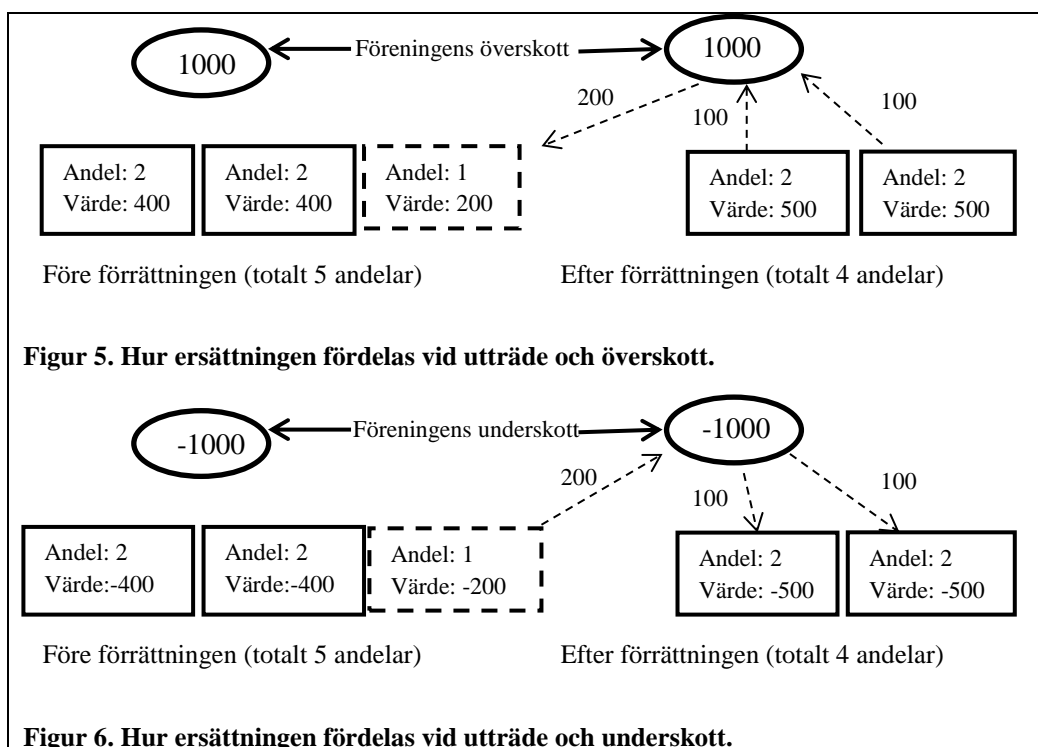 1000
Föreningens överskott
1000
200
100
100
Andel: 2
Värde: 400
Andel: 2
Värde: 400
Andel: 1
Värde: 200
Andel: 2
Värde: 500
Andel: 2
Värde: 500
Före förrättningen (totalt 5 andelar)
Efter förrättningen (totalt 4 andelar)
Figur 5. Hur ersättningen fördelas vid utträde och överskott.
-1000
Föreningens underskott
-1000
200
100
100
Andel: 2
Värde:-400
Andel: 2
Värde:-400
Andel: 1
Värde: -200
Andel: 2
Värde: -500
Andel: 2
Värde: -500
Före förrättningen (totalt 5 andelar)
Efter förrättningen (totalt 4 andelar)
Figur 6. Hur ersättningen fördelas vid utträde och underskott.